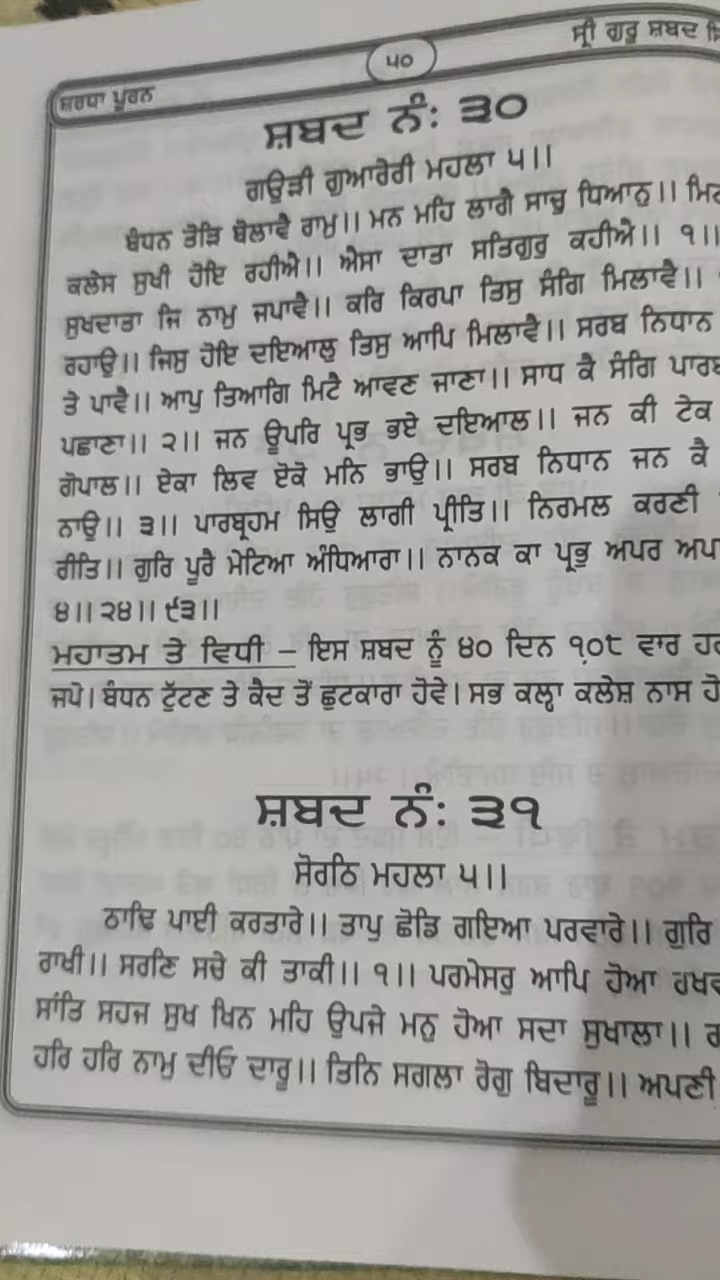 ਸ੍ਰੀ ਗੁਰੂ ਸ਼ਬਦ
੫੦
ਸ਼ਰਧਾ ਪੂਰਨ
ਸ਼ਬਦ ਨੰ: ੩੦
ਗਉੜੀ ਗੁਆਰੇਰੀ ਮਹਲਾ ੫॥
ਬੰਧਨ ਤੋੜਿ ਬੋਲਾਵੈ ਰਾਮੁ॥ ਮਨ ਮਹਿ ਲਾਗੈ ਸਾਚੁ ਧਿਆਨੁ॥
ਕਲੇਸ ਸੁਖੀ ਹੋਇ ਰਹੀਐ॥ ਐਸਾ ਦਾਤਾ ਸਤਿਗੁਰੁ ਕਹੀਐ॥ ੧॥
ਸੁਖਦਾਤਾ ਜਿ ਨਾਮੁ ਜਪਾਵੈ॥ ਕਰਿ ਕਿਰਪਾ ਤਿਸੁ ਸੰਗਿ ਮਿਲਾਵੈ॥
ਰਹਾਉ॥ ਜਿਸੁ ਹੋਇ ਦਇਆਲੁ ਤਿਸੁ ਆਪਿ ਮਿਲਾਵੈ॥ ਸਰਬ ਨਿਧਾਨ
ਤੇ ਪਾਵੈ॥ ਆਪੁ ਤਿਆਗਿ ਮਿਟੈ ਆਵਣ ਜਾਣਾ॥ ਸਾਧ ਕੈ ਸੰਗਿ
ਪਛਾਣਾ॥ ੨॥ ਜਨ ਊਪਰਿ ਪ੍ਰਭ ਭਏ ਦਇਆਲ॥ ਜਨ ਕੀ ਟੇਕ
ਗੋਪਾਲ॥ ਏਕਾ ਲਿਵ ਏਕੋ ਮਨਿ ਭਾਉ॥ ਸਰਬ ਨਿਧਾਨ ਜਨ ਕੈ
ਨਾਉ॥ ੩॥ ਪਾਰਬ੍ਰਹਮ ਸਿਉ ਲਾਗੀ ਪ੍ਰੀਤਿ॥ ਨਿਰਮਲ ਕਰਣੀ
ਰੀਤਿ॥ ਗੁਰਿ ਪੂਰੈ ਮੇਟਿਆ ਅੰਧਿਆਰਾ॥ ਨਾਨਕ ਕਾ ਪ੍ਰਭੁ ਅਪਰ
੪॥ ੨੪॥ ੯੩॥
ਮਹਾਤਮ ਤੇ ਵਿਧੀ – ਇਸ ਸ਼ਬਦ ਨੂੰ ੪੦ ਦਿਨ ੧੦੮ ਵਾਰ
ਜਪੋ। ਬੰਧਨ ਟੁੱਟਣ ਤੇ ਕੈਦ ਤੋਂ ਛੁਟਕਾਰਾ ਹੋਵੇ। ਸਭ ਕਲ੍ਹਾ ਕਲੇਸ਼ ਨਾਸ
ਸ਼ਬਦ ਨੰ: ੩੧
ਸੋਰਠਿ ਮਹਲਾ ੫॥
ਠਾਢਿ ਪਾਈ ਕਰਤਾਰੇ॥ ਤਾਪੁ ਛੋਡਿ ਗਇਆ ਪਰਵਾਰੇ॥ ਗੁਰਿ
ਰਾਖੀ॥ ਸਰਣਿ ਸਚੇ ਕੀ ਤਾਕੀ॥ ੧॥ ਪਰਮੇਸਰੁ ਆਪਿ ਹੋਆ
ਸਾਂਤਿ ਸਹਜ ਸੁਖ ਖਿਨ ਮਹਿ ਉਪਜੇ ਮਨੁ ਹੋਆ ਸਦਾ ਸੁਖਾਲਾ॥
ਹਰਿ ਹਰਿ ਨਾਮੁ ਦੀਓ ਦਾਰੂ॥ ਤਿਨਿ ਸਗਲਾ ਰੋਗੁ ਬਿਦਾਰੂ॥ ਅਪਣੀ